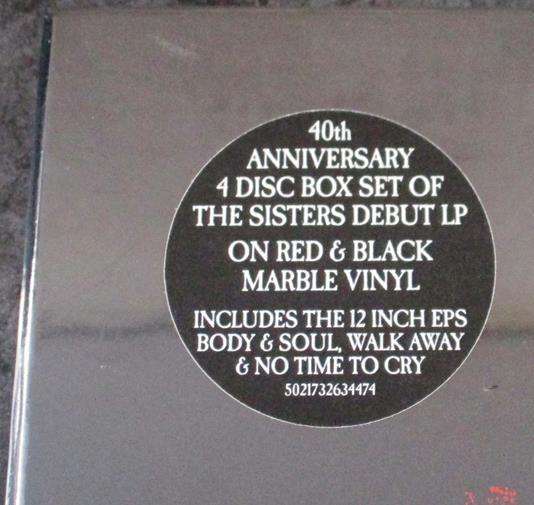 40th
ANNIVERSARY
4 DISC BOX SET OF
THE SISTERS DEBUT LP
ON RED & BLACK
MARBLE VINYL
INCLUDES THE 12 INCH EPS
BODY & SOUL, WALK AWAY
& NO TIME TO CRY
5021732634474